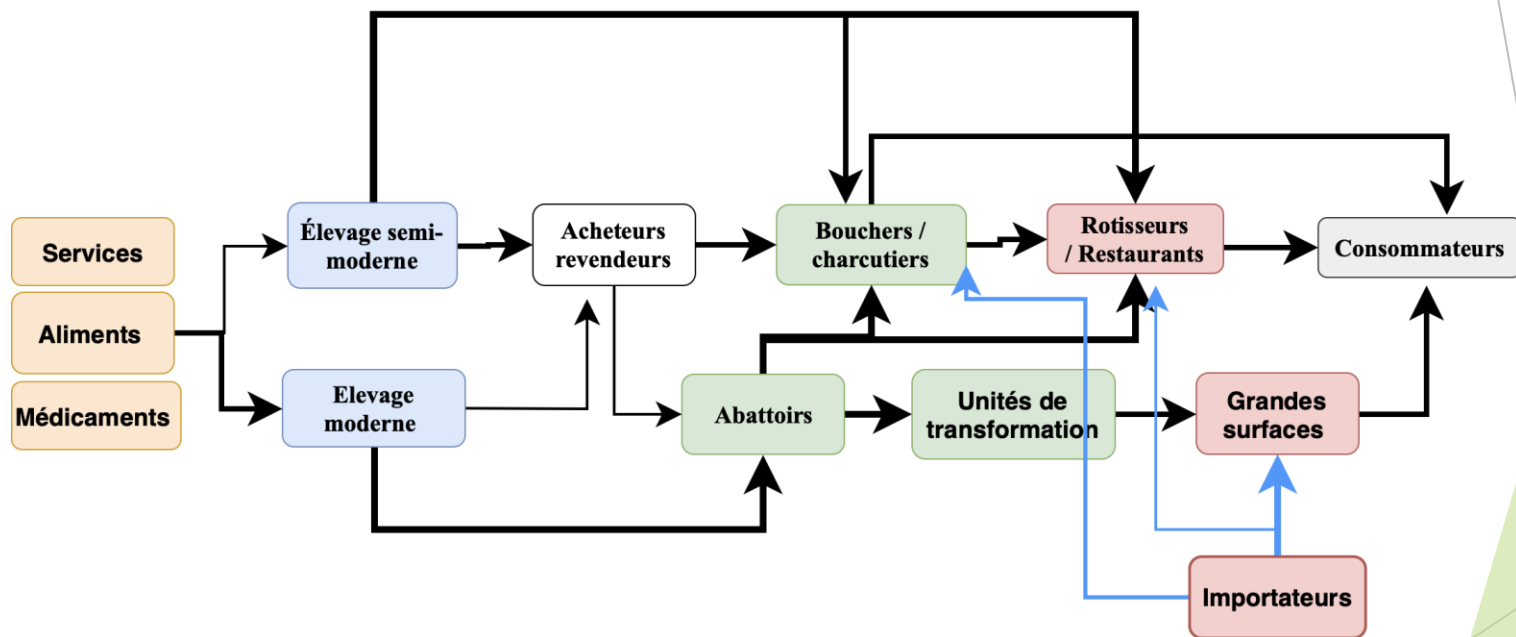 Services
Aliments
Médicaments
Élevage semi-
moderne
Elevage
moderne
Acheteurs
revendeurs
Bouchers /
charcutiers
Rotisseurs
/ Restaurants
Consommateurs
Abattoirs
Unités de
transformation
Grandes
surfaces
Importateurs